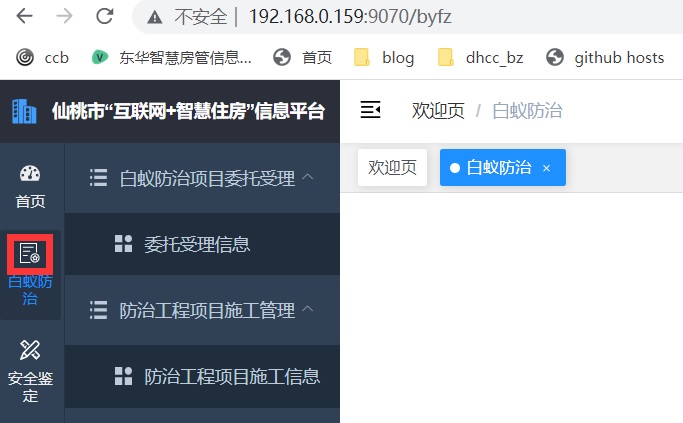 不安全 | 192.168.0.159:9070/byfz
ccb 东华智慧房管信息... 首页 blog dhcc_bz github hosts
仙桃市“互联网+智慧住房”信息平台
欢迎页 / 白蚁防治
欢迎页 白蚁防治 ×
首页
白蚁防
治
安全鉴
定
白蚁防治项目委托受理
委托受理信息
防治工程项目施工管理
防治工程项目施工信息